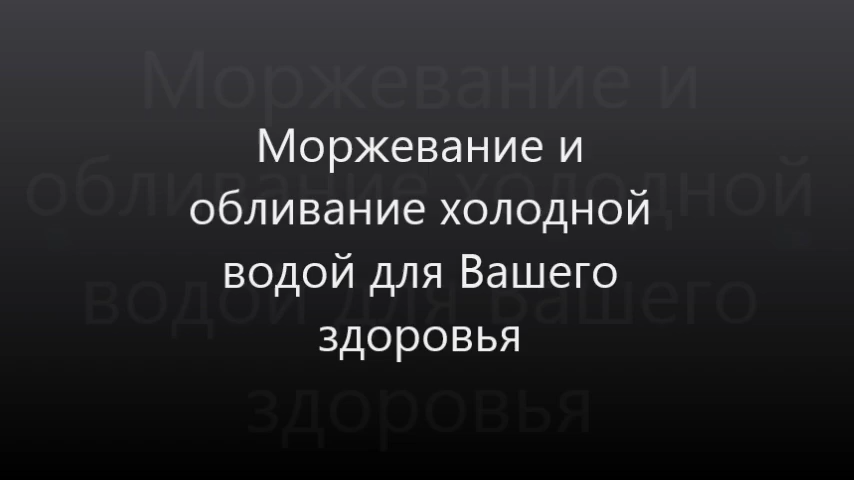 Моржевание и
обливание холодной
водой для Вашего
здоровья